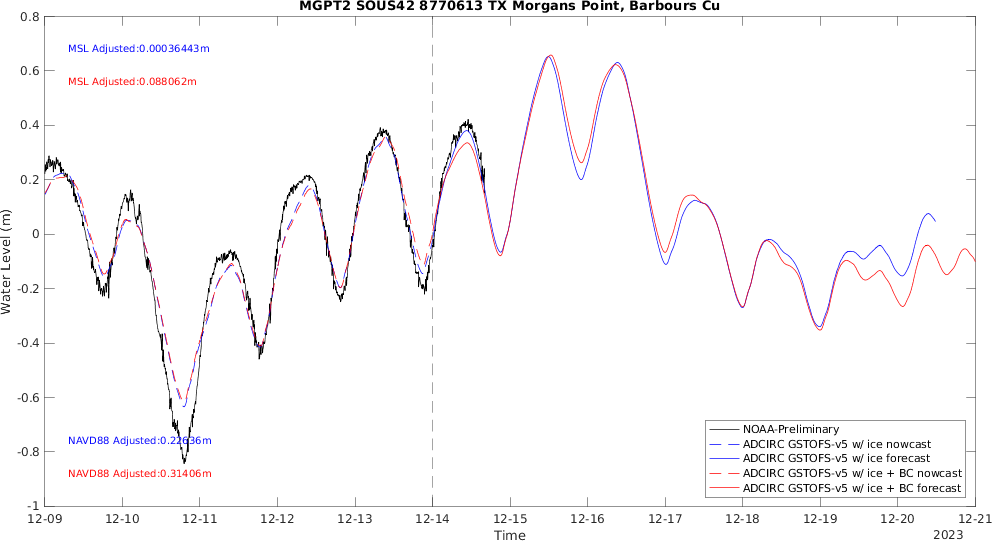 MGPT2 SOUS42 8770613 TX Morgans Point, Barbours Cu
MSL Adjusted:0.00036443m
MSL Adjusted:0.088062m
NAVD88 Adjusted:0.22636m
NAVD88 Adjusted:0.31406m
Water Level (m)
0.8
0.6
0.4
0.2
0
-0.2
-0.4
-0.6
-0.8
-1
NOAA-Preliminary
ADCIRC GSTOFS-v5 w/ ice nowcast
ADCIRC GSTOFS-v5 w/ ice forecast
ADCIRC GSTOFS-v5 w/ ice + BC nowcast
ADCIRC GSTOFS-v5 w/ ice + BC forecast
12-09 12-10 12-11 12-12 12-13 12-14 12-15 12-16 12-17 12-18 12-19 12-20 12-21
Time
2023